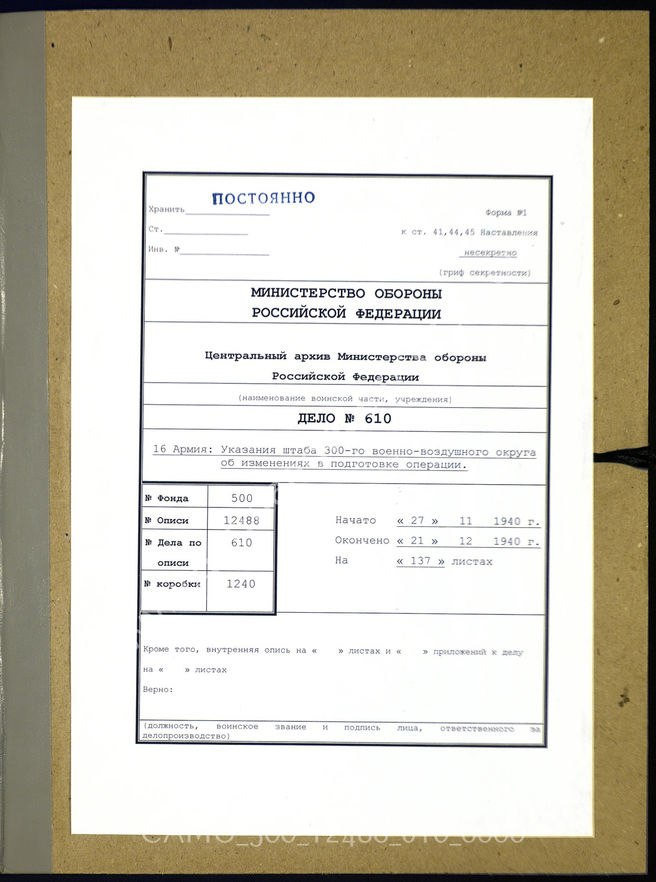 ПОСТОЯННО
Хранить
Форма №1
Ст.
к ст. 41,44,45 Наставления
Инв. №
несекретно
(гриф секретности)
МИНИСТЕРСТВО ОБОРОНЫ
РОССИЙСКОЙ ФЕДЕРАЦИИ
Центральный архив Министерства обороны
Российской Федерации
(наименование воинской части, учреждения)
ДЕЛО № 610
16 Армия: Указания штаба 300-го военно-воздушного округа
об изменениях в подготовке операции.
№ Фонда 500
№ Описи 12488
№ Дела по 610
описи
№ коробки 1240
Начато « 27 » 11 1940 г.
Окончено « 21 » 12 1940 г.
На « 137 » листах
Кроме того, внутренняя опись на « » листах и « » приложений к делу
на « » листах
Верно:
(должность, воинское звание и подпись лица, ответственного за
делопроизводство)
САМО_500_12488_610_0000